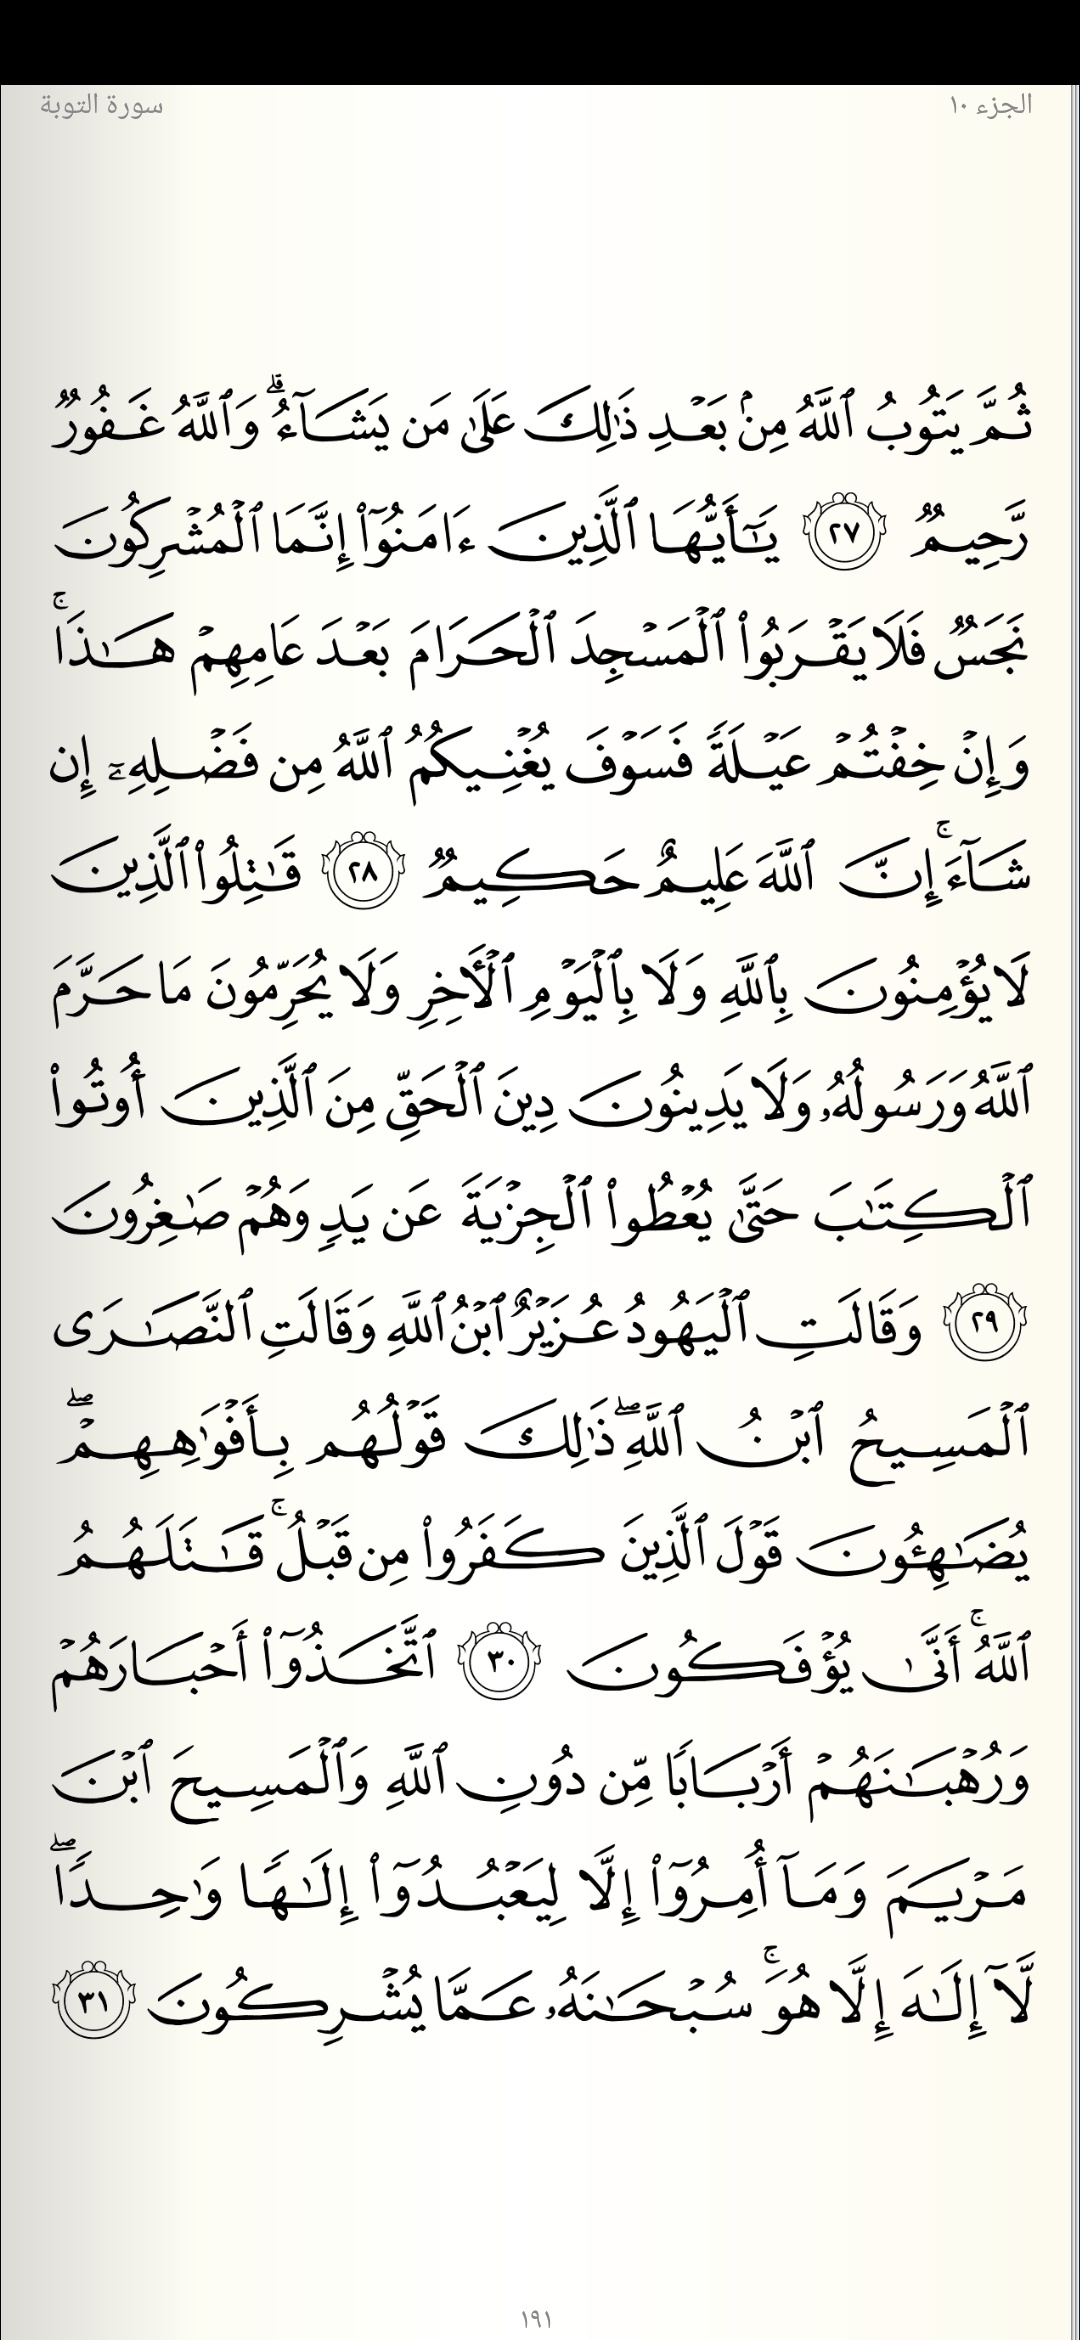 الجزء ١٠
سورة التوبة
ثُمَّ يَتُوبُ ٱللَّهُ مِنۢ بَعۡدِ ذَٰلِكَ عَلَىٰ مَن يَشَآءُۗ وَٱللَّهُ غَفُورٞ
رَّحِيمٞ ٢٧ يَٰٓأَيُّهَا ٱلَّذِينَ ءَامَنُوٓاْ إِنَّمَا ٱلۡمُشۡرِكُونَ
نَجَسٞ فَلَا يَقۡرَبُواْ ٱلۡمَسۡجِدَ ٱلۡحَرَامَ بَعۡدَ عَامِهِمۡ هَٰذَاۚ
وَإِنۡ خِفۡتُمۡ عَيۡلَةٗ فَسَوۡفَ يُغۡنِيكُمُ ٱللَّهُ مِن فَضۡلِهِۦٓ إِن
شَآءَۚ إِنَّ ٱللَّهَ عَلِيمٌ حَكِيمٞ ٢٨ قَٰتِلُواْ ٱلَّذِينَ
لَا يُؤۡمِنُونَ بِٱللَّهِ وَلَا بِٱلۡيَوۡمِ ٱلۡأٓخِرِ وَلَا يُحَرِّمُونَ مَا حَرَّمَ
ٱللَّهُ وَرَسُولُهُۥ وَلَا يَدِينُونَ دِينَ ٱلۡحَقِّ مِنَ ٱلَّذِينَ أُوتُواْ
ٱلۡكِتَٰبَ حَتَّىٰ يُعۡطُواْ ٱلۡجِزۡيَةَ عَن يَدٖ وَهُمۡ صَٰغِرُونَ
٢٩ وَقَالَتِ ٱلۡيَهُودُ عُزَيۡرٌ ٱبۡنُ ٱللَّهِ وَقَالَتِ ٱلنَّصَٰرَى
ٱلۡمَسِيحُ ٱبۡنُ ٱللَّهِۖ ذَٰلِكَ قَوۡلُهُم بِأَفۡوَٰهِهِمۡۖ
يُضَٰهِـُٔونَ قَوۡلَ ٱلَّذِينَ كَفَرُواْ مِن قَبۡلُۚ قَٰتَلَهُمُ
ٱللَّهُۖ أَنَّىٰ يُؤۡفَكُونَ ٣٠ ٱتَّخَذُوٓاْ أَحۡبَارَهُمۡ
وَرُهۡبَٰنَهُمۡ أَرۡبَابٗا مِّن دُونِ ٱللَّهِ وَٱلۡمَسِيحَ ٱبۡنَ
مَرۡيَمَ وَمَآ أُمِرُوٓاْ إِلَّا لِيَعۡبُدُوٓاْ إِلَٰهٗا وَٰحِدٗاۖ
لَّآ إِلَٰهَ إِلَّا هُوَۚ سُبۡحَٰنَهُۥ عَمَّا يُشۡرِكُونَ ٣١
١٩١